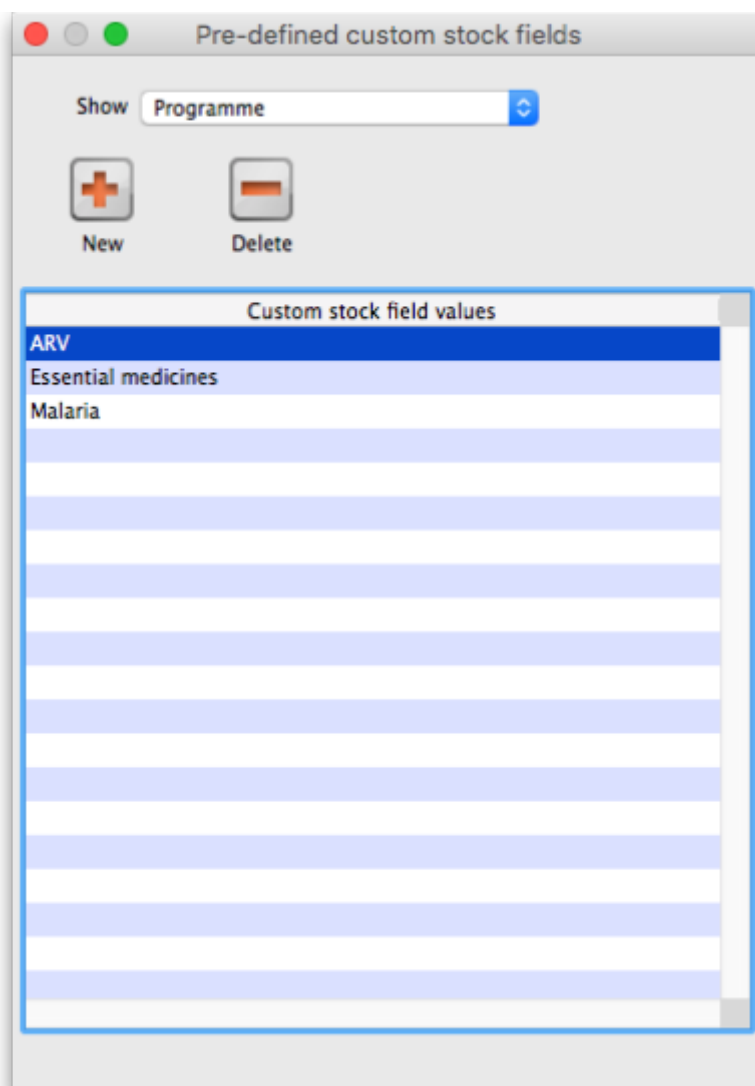 Pre-defined custom stock fields
Show Programme
New Delete
Custom stock field values
ARV
Essential medicines
Malaria